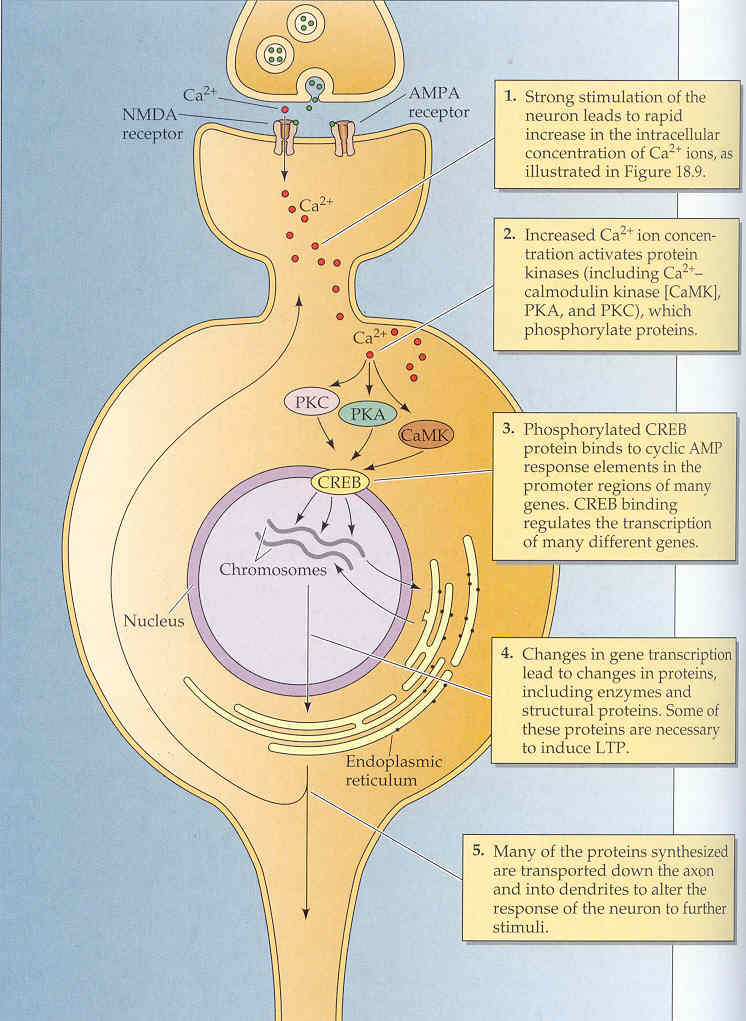 Ca²⁺
NMDA
receptor
AMPA
receptor
Ca²⁺
1. Strong stimulation of the
neuron leads to rapid
increase in the intracellular
concentration of Ca²⁺ ions, as
illustrated in Figure 18.9.
2. Increased Ca²⁺ ion concen-
tration activates protein
kinases (including Ca²⁺–
calmodulin kinase [CaMK],
PKA, and PKC), which
phosphorylate proteins.
Ca²⁺
PKC
PKA
CaMK
CREB
3. Phosphorylated CREB
protein binds to cyclic AMP
response elements in the
promoter regions of many
genes. CREB binding
regulates the transcription
of many different genes.
Chromosomes
Nucleus
4. Changes in gene transcription
lead to changes in proteins,
including enzymes and
structural proteins. Some of
these proteins are necessary
to induce LTP.
Endoplasmic
reticulum
5. Many of the proteins synthesized
are transported down the axon
and into dendrites to alter the
response of the neuron to further
stimuli.